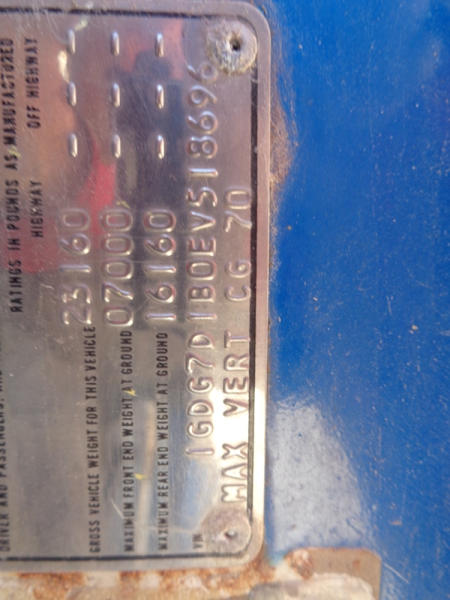 DRIVER AND PASSENGERS, AND
RATINGS IN POUNDS AS MANUFACTURED
HIGHWAY OFF HIGHWAY
GROSS VEHICLE WEIGHT FOR THIS VEHICLE 23160 - - -
MAXIMUM FRONT END WEIGHT AT GROUND 07000 - - -
MAXIMUM REAR END WEIGHT AT GROUND 16160 - - -
VIN 1GDG7D1B0EV518696
MAX VERT CG 70